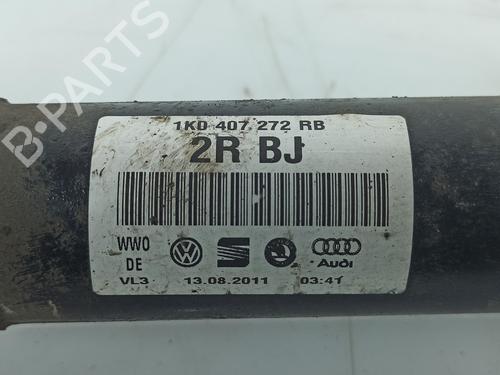 1K0 407 272 RB
2R BJ
WWO
DE
Audi
VL3 13.08.2011 03:41
B-PARTS